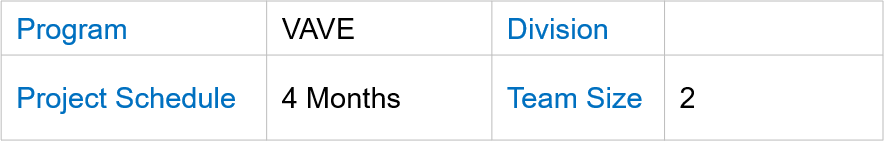 Program VAVE Division
Project Schedule 4 Months Team Size 2